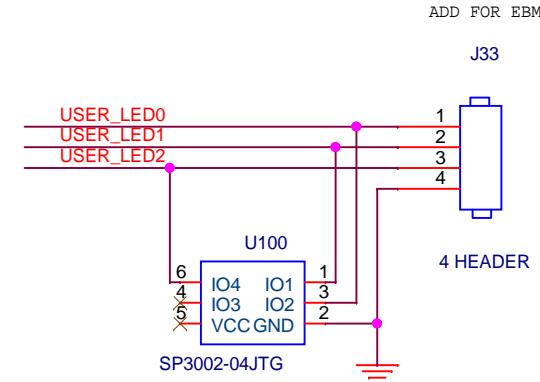 ADD FOR EBM
J33
USER_LED0
1
USER_LED1
2
USER_LED2
3
4
U100
4 HEADER
6 IO4 IO1 1
4 IO3 IO2 3
5 VCC GND 2
SP3002-04JTG